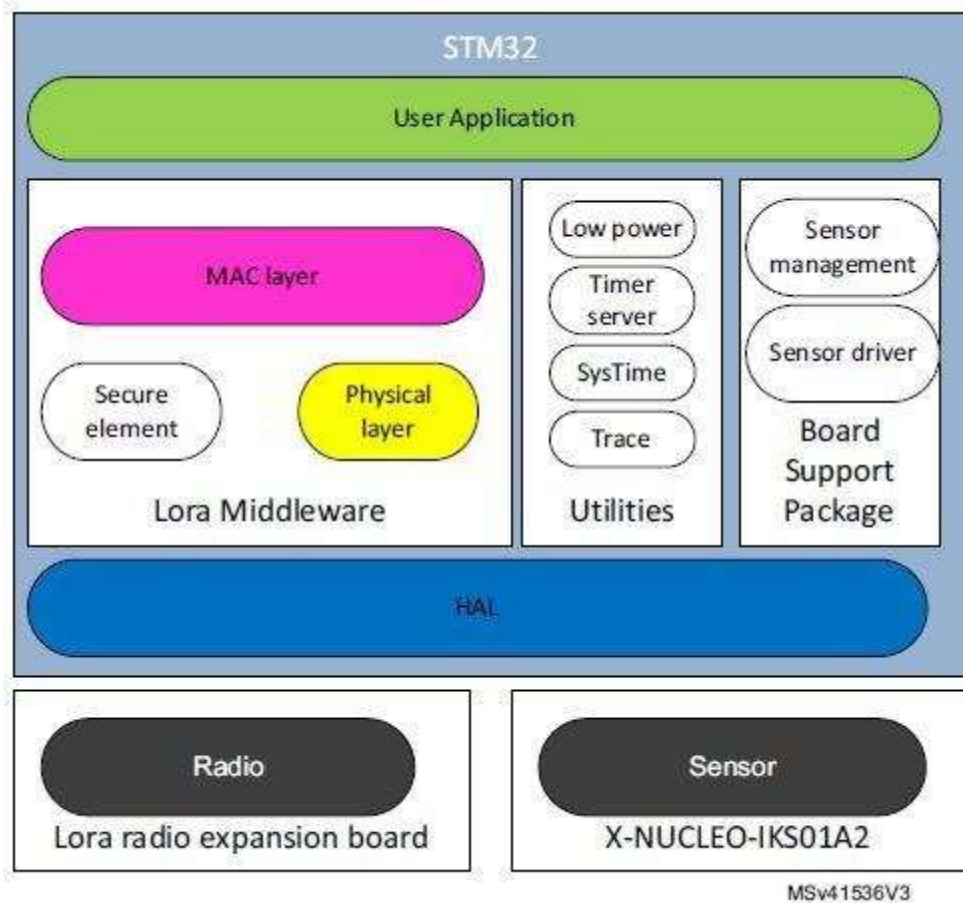 STM32
User Application
MAC layer
Secure
element
Physical
layer
Lora Middleware
Low power
Timer
server
SysTime
Trace
Utilities
Sensor
management
Sensor driver
Board
Support
Package
HAL
Radio
Lora radio expansion board
Sensor
X-NUCLEO-IKS01A2
MSv41536V3